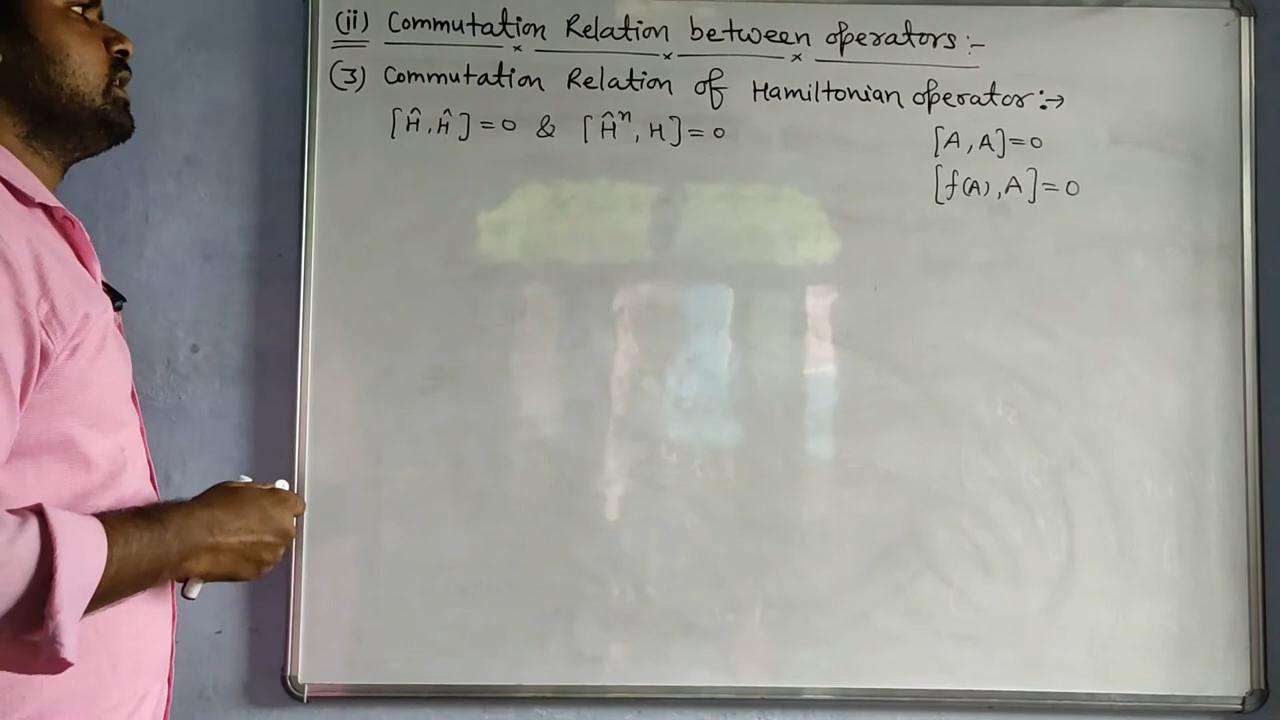 (ii) Commutation Relation between operators:-
(3) Commutation Relation of Hamiltonian operator:→
[Ĥ, Ĥ] = 0 & [Ĥⁿ, H] = 0
[A, A] = 0
[f(A), A] = 0